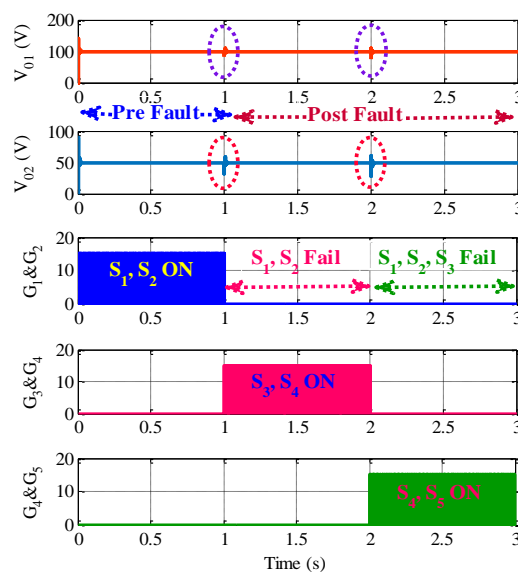 V01 (V)
200
100
0
0 0.5 1 1.5 2 2.5 3
Pre Fault Post Fault
V02 (V)
100
50
0
0 0.5 1 1.5 2 2.5 3
G1&G2
20
10
0
S1, S2 ON
S1, S2 Fail
S1, S2, S3 Fail
0 0.5 1 1.5 2 2.5 3
G3&G4
20
10
0
S3, S4 ON
0 0.5 1 1.5 2 2.5 3
G4&G5
20
10
0
S4, S5 ON
0 0.5 1 1.5 2 2.5 3
Time (s)